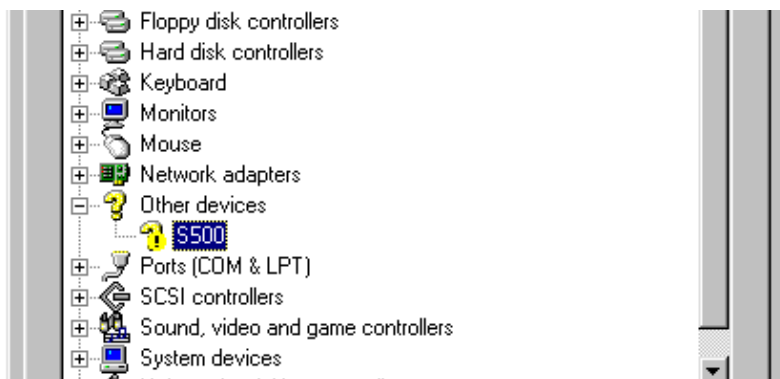 Floppy disk controllers
Hard disk controllers
Keyboard
Monitors
Mouse
Network adapters
Other devices
S500
Ports (COM & LPT)
SCSI controllers
Sound, video and game controllers
System devices